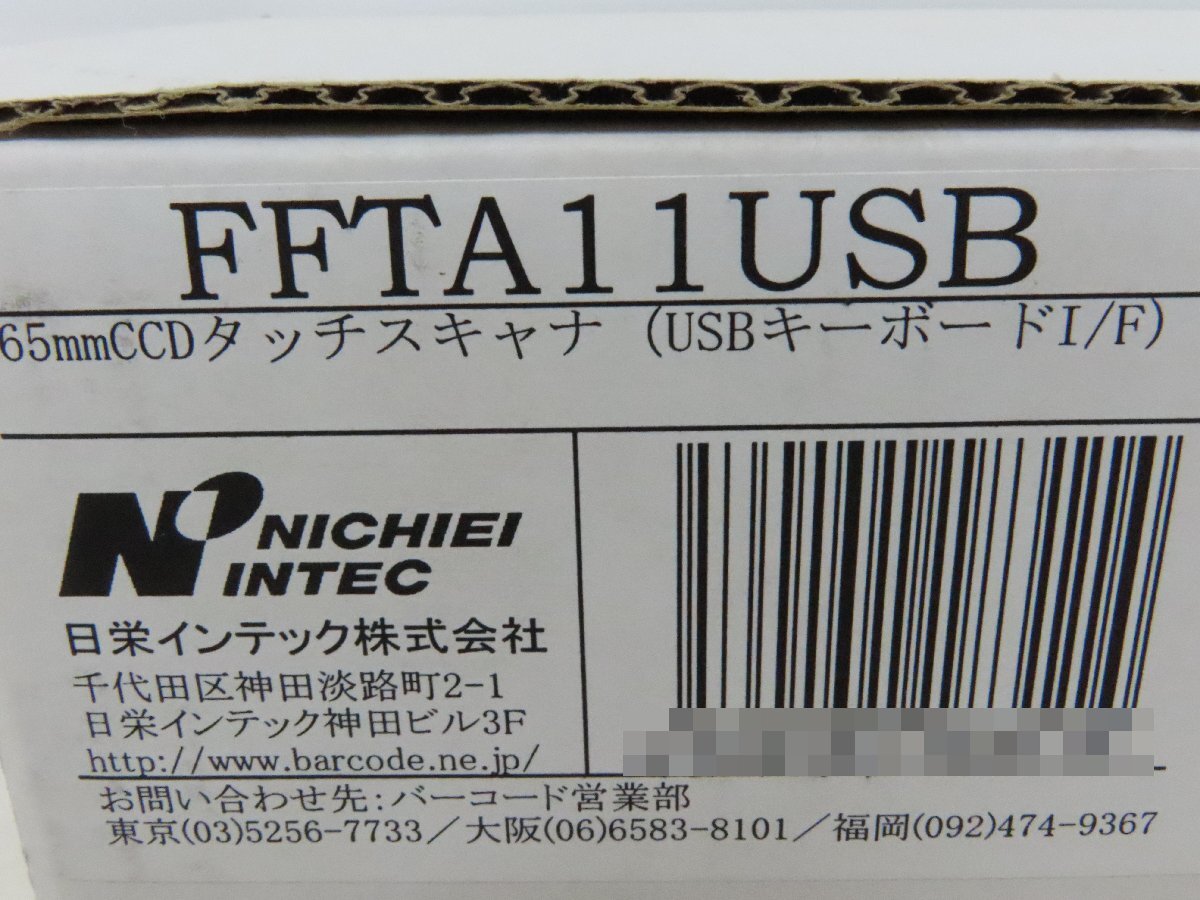 FFTA11USB
65mmCCDタッチスキャナ (USBキーボードI/F)
NICHIEI
INTEC
日栄インテック株式会社
千代田区神田淡路町2-1
日栄インテック神田ビル3F
http://www.barcode.ne.jp/
お問い合わせ先:バーコード営業部
東京(03)5256-7733/大阪(06)6583-8101/福岡(092)474-9367